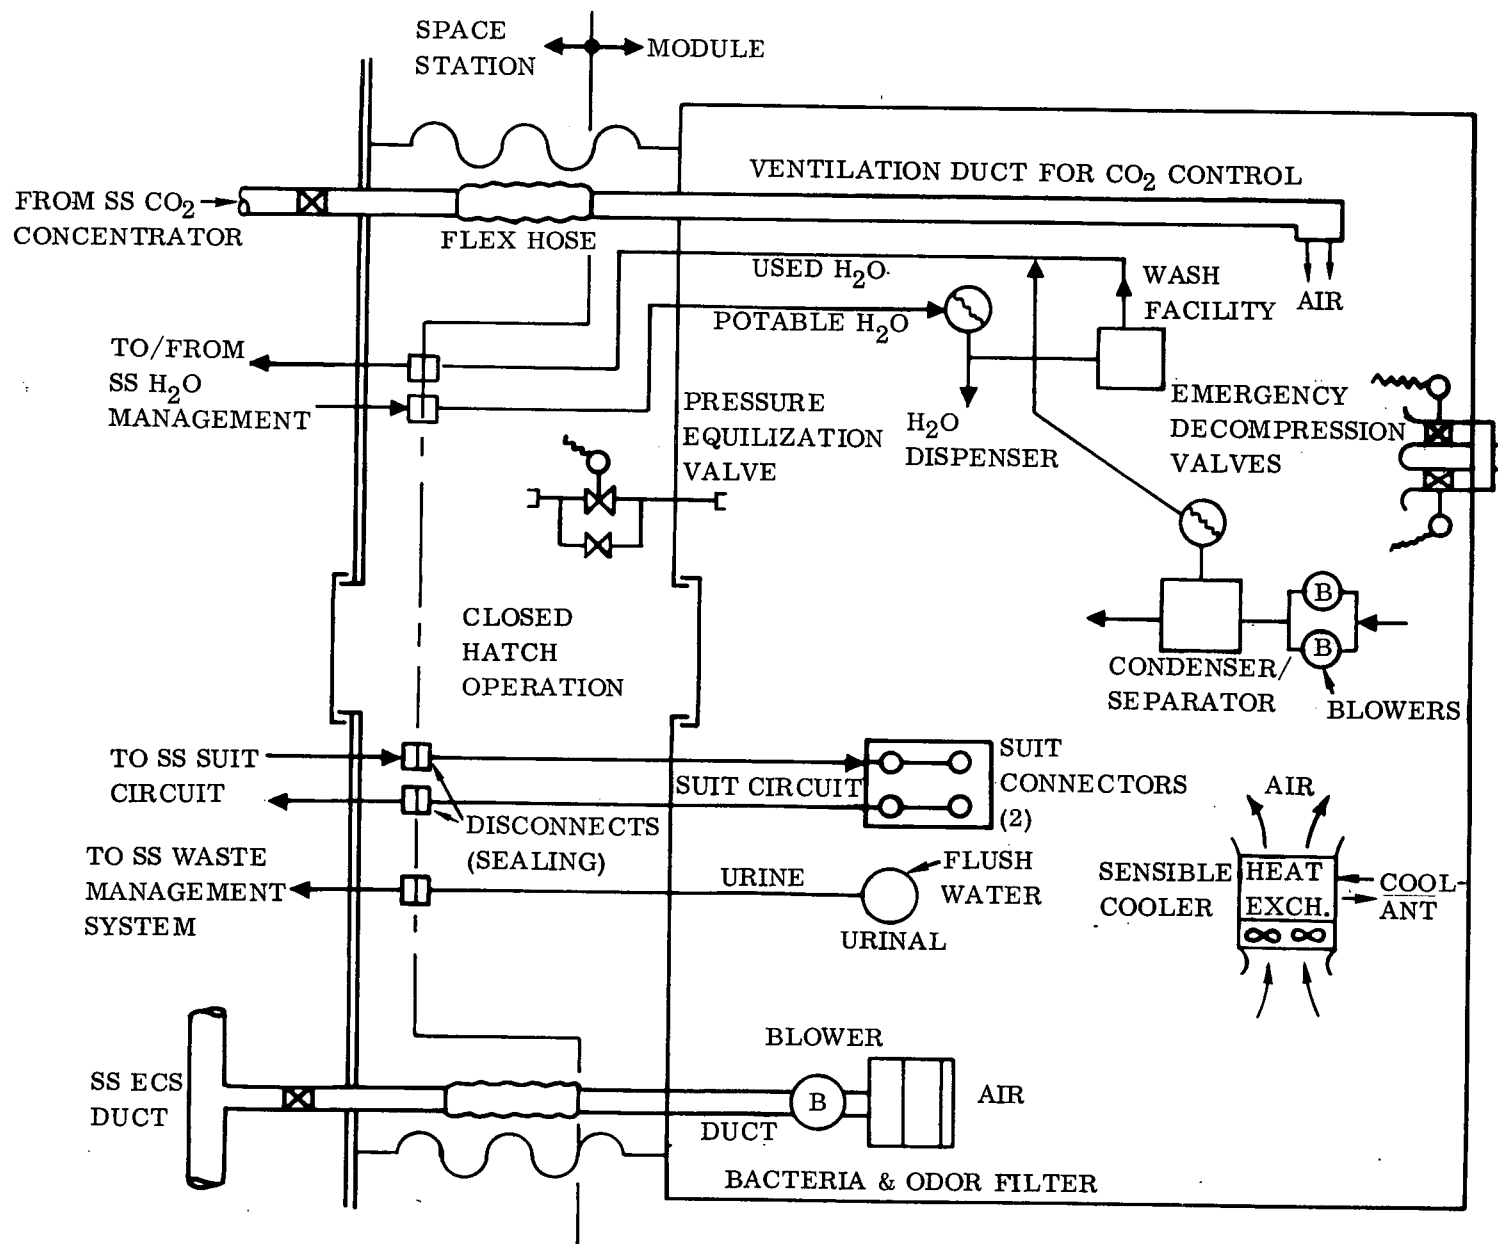 SPACE
STATION
MODULE
VENTILATION DUCT FOR CO2 CONTROL
FROM SS CO2
CONCENTRATOR
FLEX HOSE
USED H2O
WASH
FACILITY
AIR
POTABLE H2O
TO/FROM
SS H2O
MANAGEMENT
PRESSURE
EQUILIZATION
VALVE
H2O
DISPENSER
EMERGENCY
DECOMPRESSION
VALVES
CLOSED
HATCH
OPERATION
B
B
CONDENSER/
SEPARATOR
BLOWERS
TO SS SUIT
CIRCUIT
SUIT CIRCUIT
SUIT
CONNECTORS
(2)
DISCONNECTS
(SEALING)
AIR
TO SS WASTE
MANAGEMENT
SYSTEM
URINE
FLUSH
WATER
URINAL
SENSIBLE
COOLER
HEAT
EXCH.
COOL-
ANT
BLOWER
SS ECS
DUCT
B
AIR
DUCT
BACTERIA & ODOR FILTER